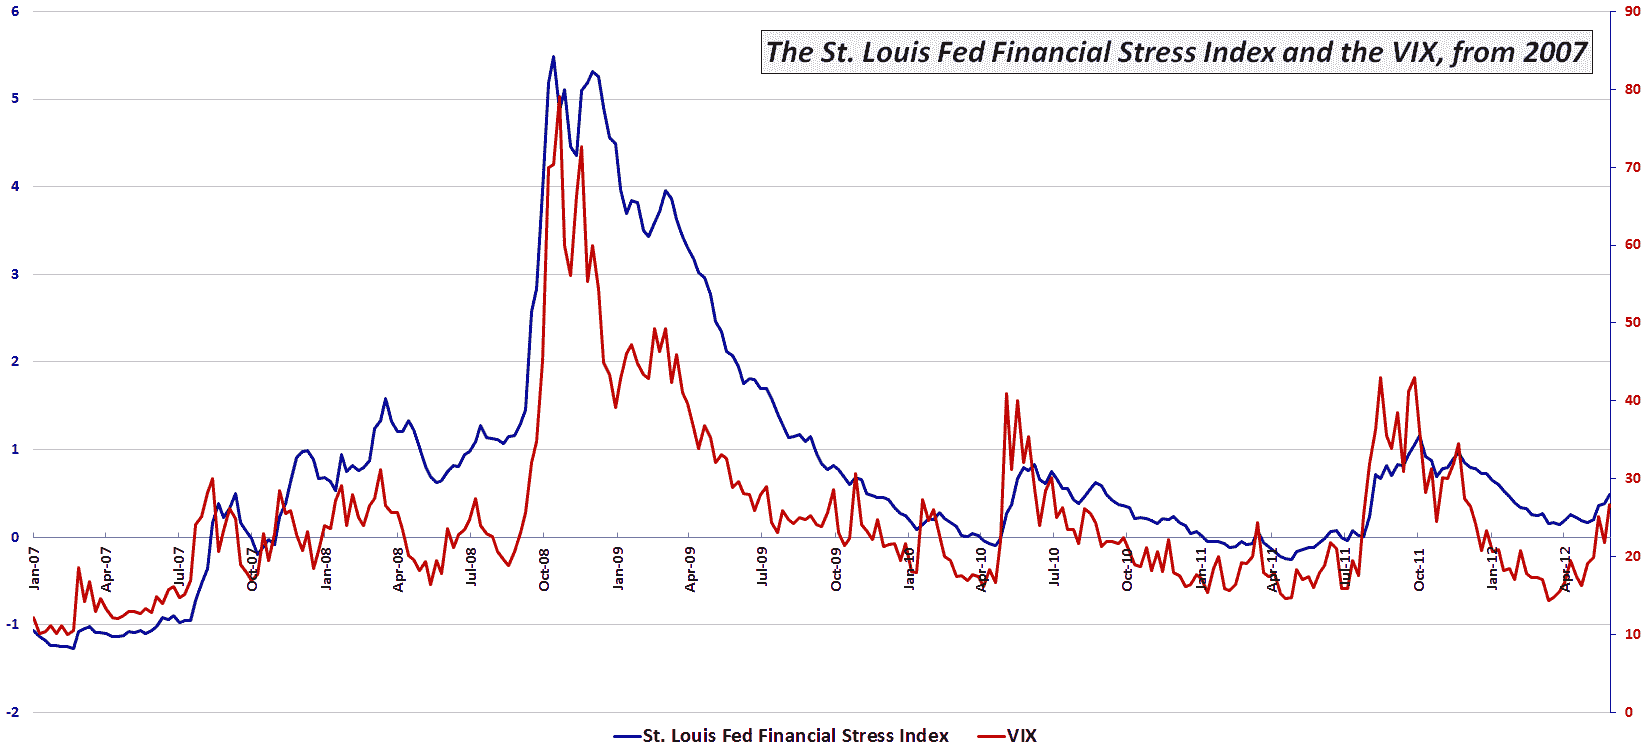 The St. Louis Fed Financial Stress Index and the VIX, from 2007
6
5
4
3
2
1
0
-1
-2
90
80
70
60
50
40
30
20
10
0
Jan-07
Apr-07
Jul-07
Oct-07
Jan-08
Apr-08
Jul-08
Oct-08
Jan-09
Apr-09
Jul-09
Oct-09
Jan-10
Apr-10
Jul-10
Oct-10
Jan-11
Apr-11
Jul-11
Oct-11
Jan-12
Apr-12
St. Louis Fed Financial Stress Index VIX